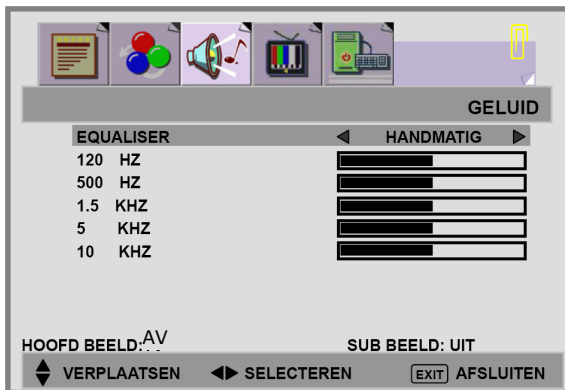 GELUID
EQUALISER HANDMATIG
120 HZ
500 HZ
1.5 KHZ
5 KHZ
10 KHZ
HOOFD BEELD: AV SUB BEELD: UIT
VERPLAATSEN SELECTEREN EXIT AFSLUITEN